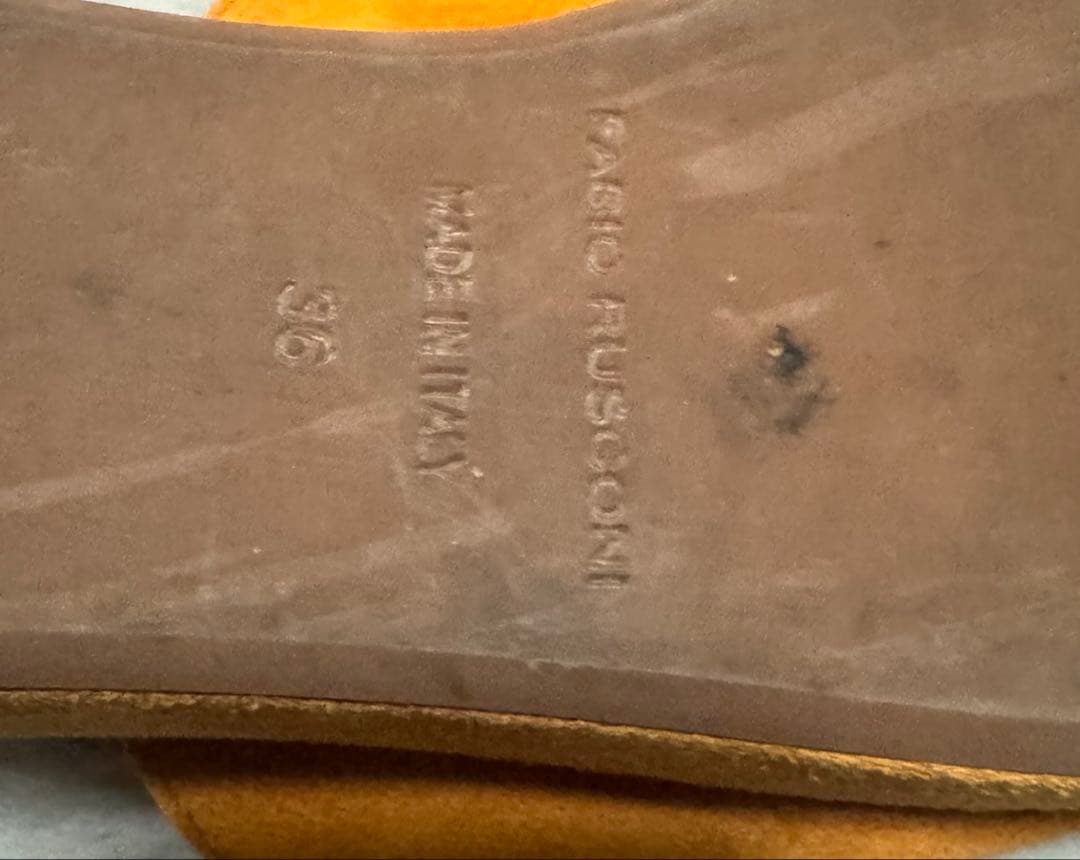 FABIO RUSCONI
MADE IN ITALY
36